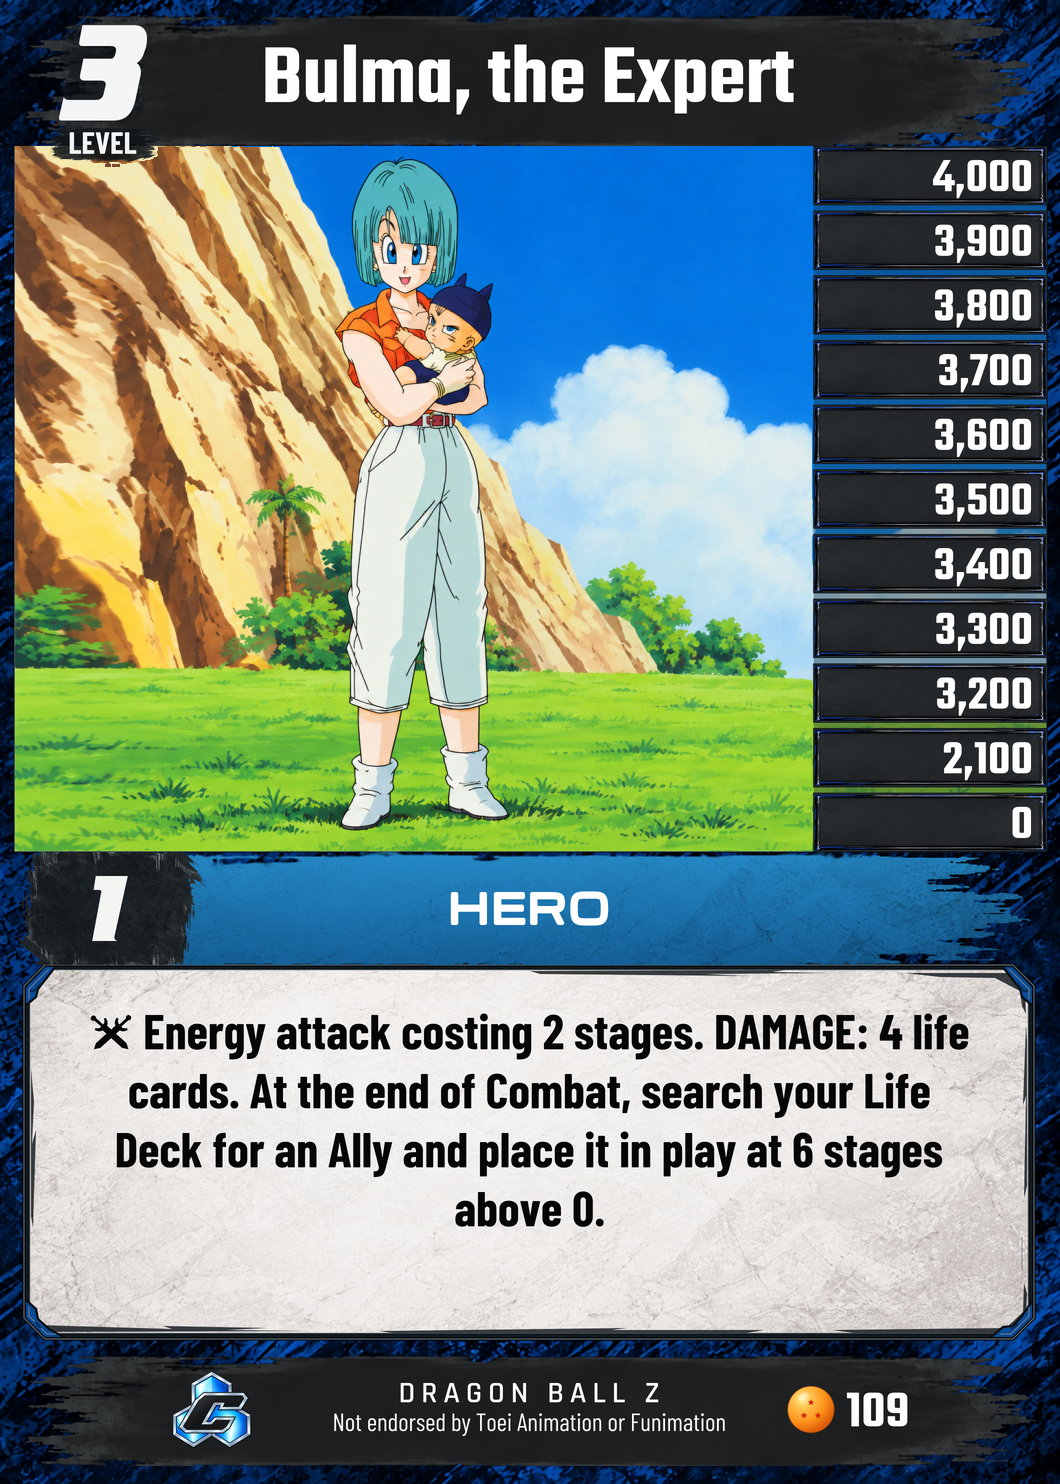 3
LEVEL
Bulma, the Expert
4,000
3,900
3,800
3,700
3,600
3,500
3,400
3,300
3,200
2,100
0
1
HERO
Energy attack costing 2 stages. DAMAGE: 4 life
cards. At the end of Combat, search your Life
Deck for an Ally and place it in play at 6 stages
above 0.
G
DRAGON BALL Z
Not endorsed by Toei Animation or Funimation
109